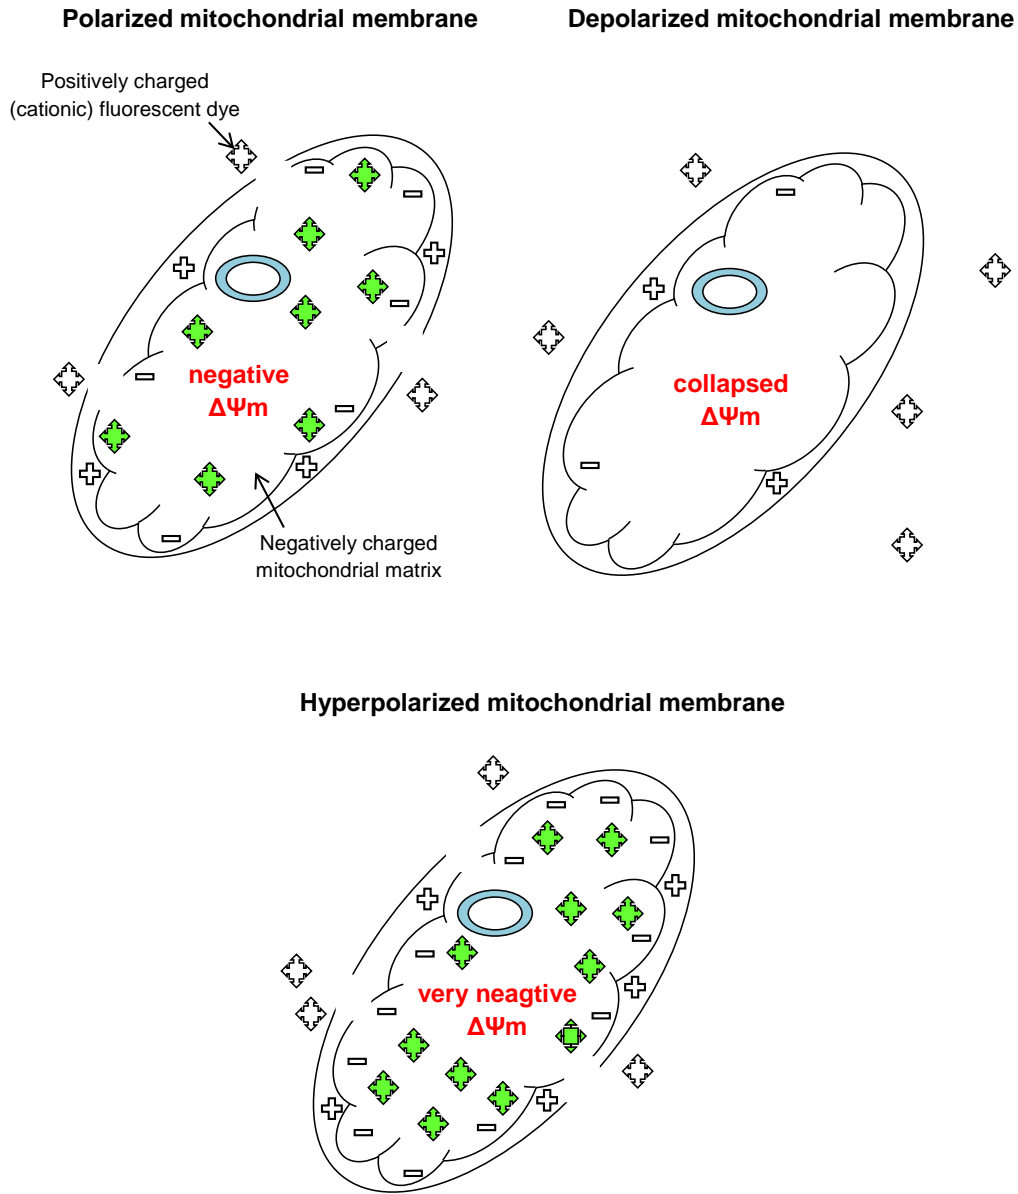 Polarized mitochondrial membrane
Depolarized mitochondrial membrane
Positively charged
(cationic) fluorescent dye
negative
ΔΨm
collapsed
ΔΨm
Negatively charged
mitochondrial matrix
Hyperpolarized mitochondrial membrane
very neagtive
ΔΨm